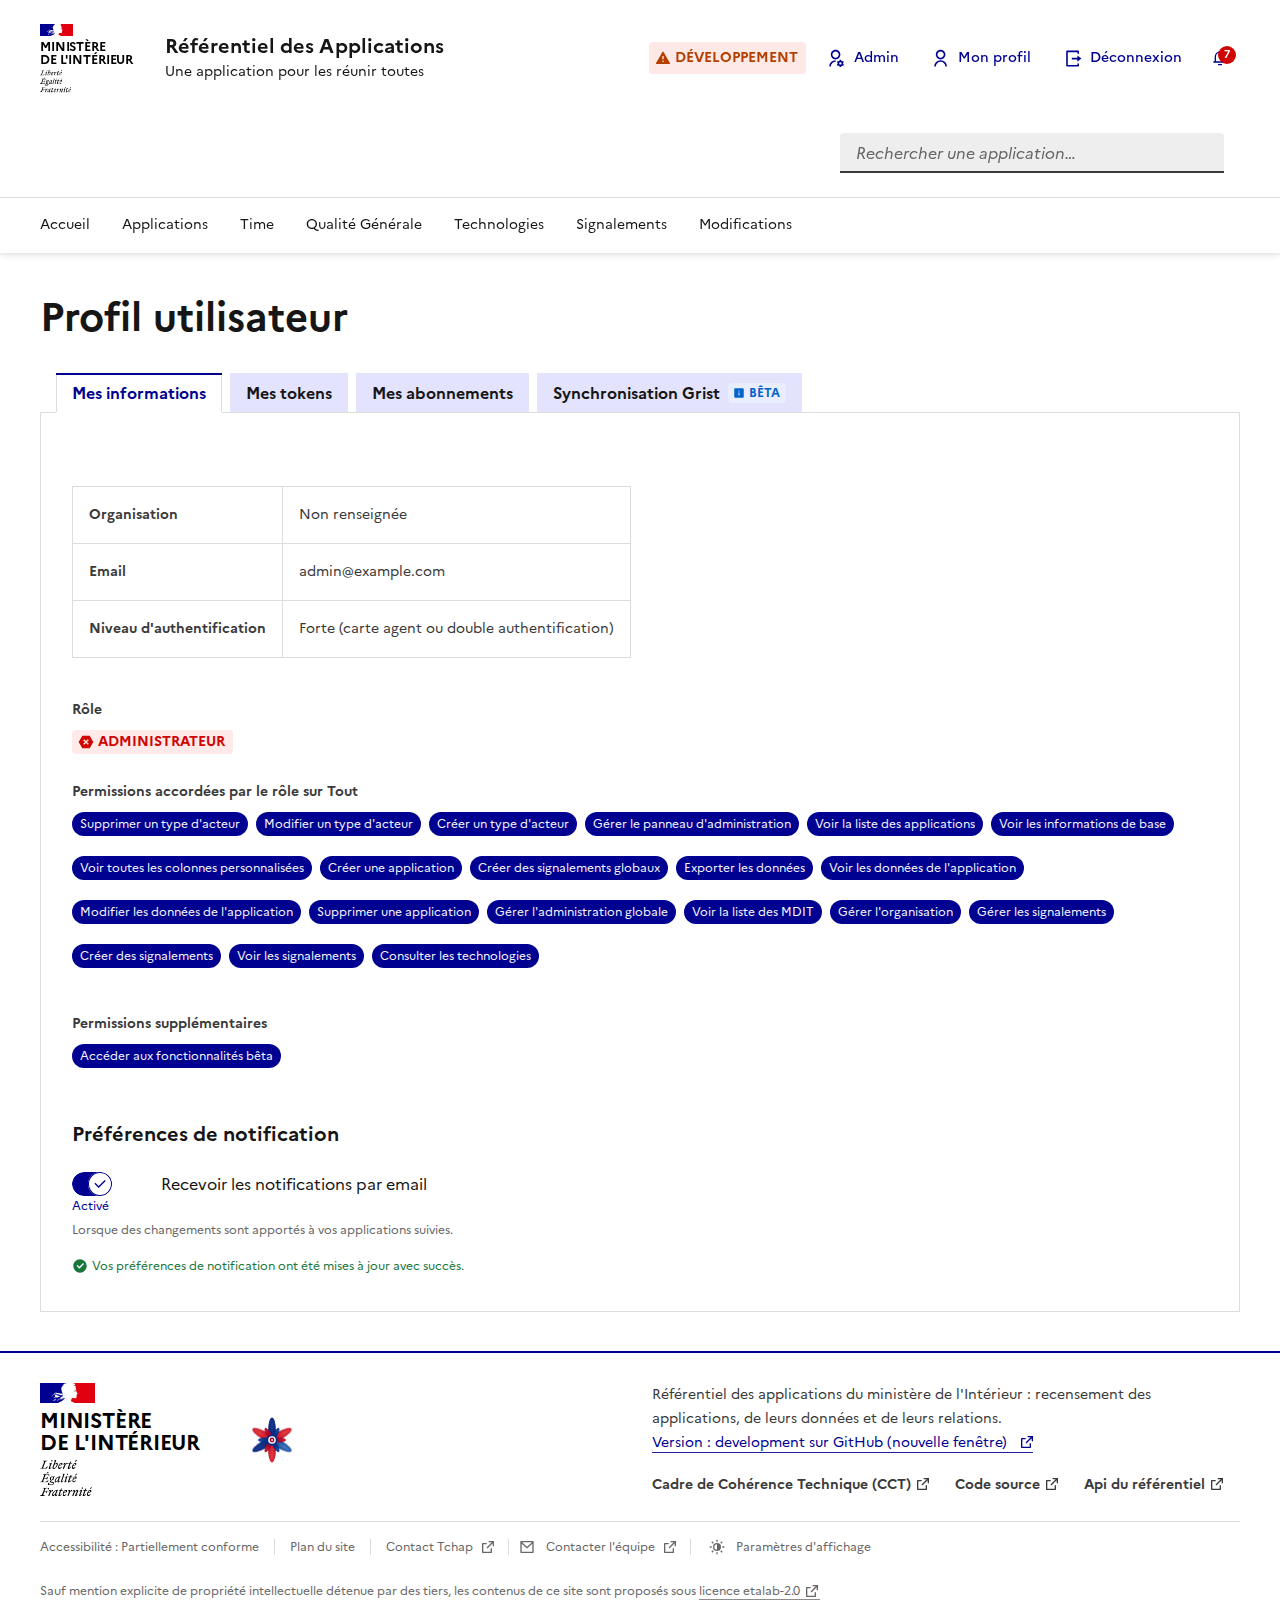 MINISTÈRE
DE L'INTÉRIEUR
Liberté
Égalité
Fraternité
Référentiel des Applications
Une application pour les réunir toutes
DÉVELOPPEMENT
Admin
Mon profil
Déconnexion
7
Rechercher une application...
Accueil
Applications
Time
Qualité Générale
Technologies
Signalements
Modifications
Profil utilisateur
Mes informations
Mes tokens
Mes abonnements
Synchronisation Grist
BÊTA
Organisation
Non renseignée
Email
admin@example.com
Niveau d'authentification
Forte (carte agent ou double authentification)
Rôle
ADMINISTRATEUR
Permissions accordées par le rôle sur Tout
Supprimer un type d'acteur
Modifier un type d'acteur
Créer un type d'acteur
Gérer le panneau d'administration
Voir la liste des applications
Voir les informations de base
Voir toutes les colonnes personnalisées
Créer une application
Créer des signalements globaux
Exporter les données
Voir les données de l'application
Modifier les données de l'application
Supprimer une application
Gérer l'administration globale
Voir la liste des MDIT
Gérer l'organisation
Gérer les signalements
Créer des signalements
Voir les signalements
Consulter les technologies
Permissions supplémentaires
Accéder aux fonctionnalités bêta
Préférences de notification
Recevoir les notifications par email
Activé
Lorsque des changements sont apportés à vos applications suivies.
Vos préférences de notification ont été mises à jour avec succès.
MINISTÈRE
DE L'INTÉRIEUR
Liberté
Égalité
Fraternité
Référentiel des applications du ministère de l'Intérieur : recensement des
applications, de leurs données et de leurs relations.
Version : development sur GitHub (nouvelle fenêtre)
Cadre de Cohérence Technique (CCT)
Code source
Api du référentiel
Accessibilité : Partiellement conforme
Plan du site
Contact Tchap
Contacter l'équipe
Paramètres d'affichage
Sauf mention explicite de propriété intellectuelle détenue par des tiers, les contenus de ce site sont proposés sous licence etalab-2.0